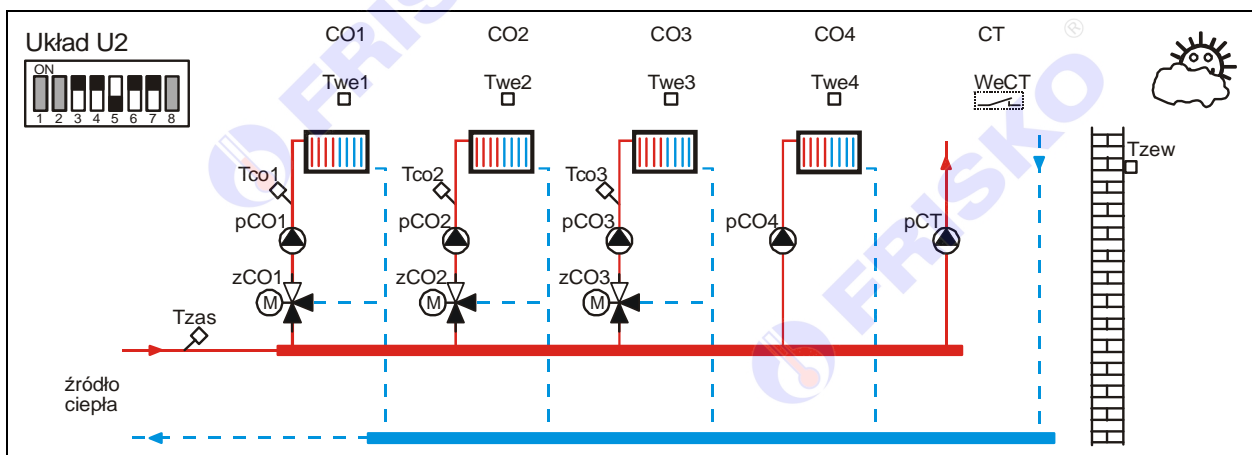 Układ U2
ON
1 2 3 4 5 6 7 8
CO1 CO2 CO3 CO4 CT
Twe1 Twe2 Twe3 Twe4 WeCT
Tzew
Tco1 Tco2 Tco3
pCO1 pCO2 pCO3 pCO4 pCT
zCO1 zCO2 zCO3
M M M
Tzas
źródło
ciepła
FRISKO ®
FRISKO